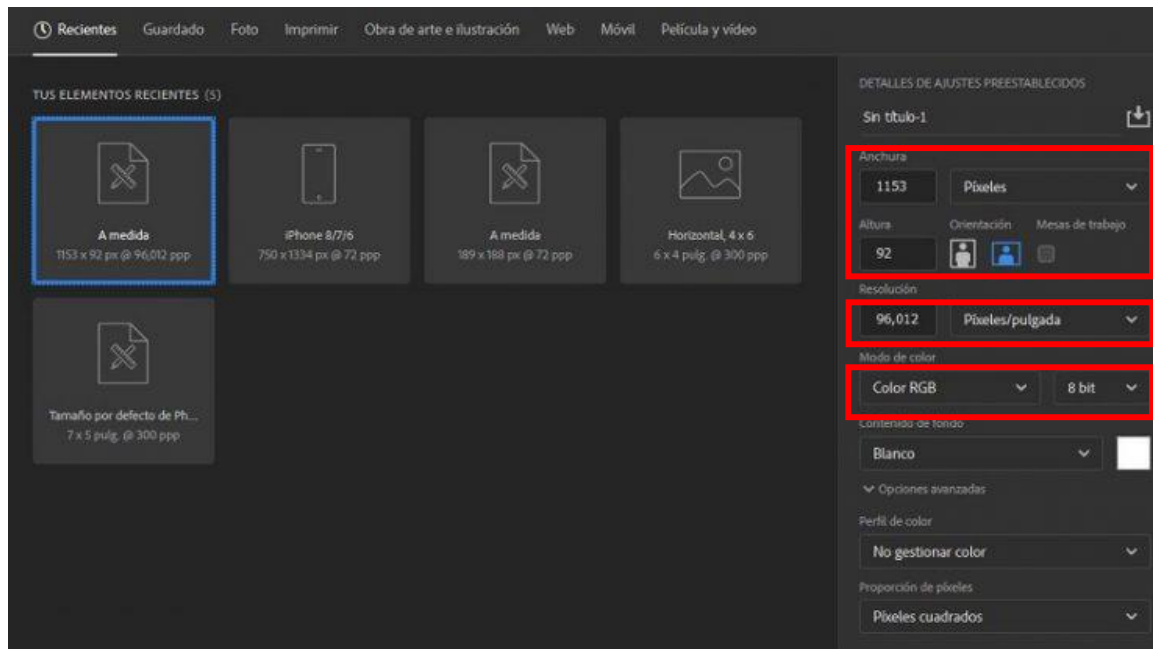 Recientes Guardado Foto Imprimir Obra de arte e ilustración Web Móvil Película y vídeo
TUS ELEMENTOS RECIENTES (5)
A medida
1153 x 92 px @ 96,012 ppp
iPhone 8/7/6
750 x 1334 px @ 72 ppp
A medida
189 x 188 px @ 72 ppp
Horizontal, 4 x 6
6 x 4 pulg. @ 300 ppp
Tamaño por defecto de Ph...
7 x 5 pulg. @ 300 ppp
DETALLES DE AJUSTES PREESTABLECIDOS
Sin título-1
Anchura
1153 Píxeles
Altura Orientación Mesas de trabajo
92
Resolución
96,012 Píxeles/pulgada
Modo de color
Color RGB 8 bit
Contenido de fondo
Blanco
Opciones avanzadas
Perfil de color
No gestionar color
Proporción de píxeles
Píxeles cuadrados